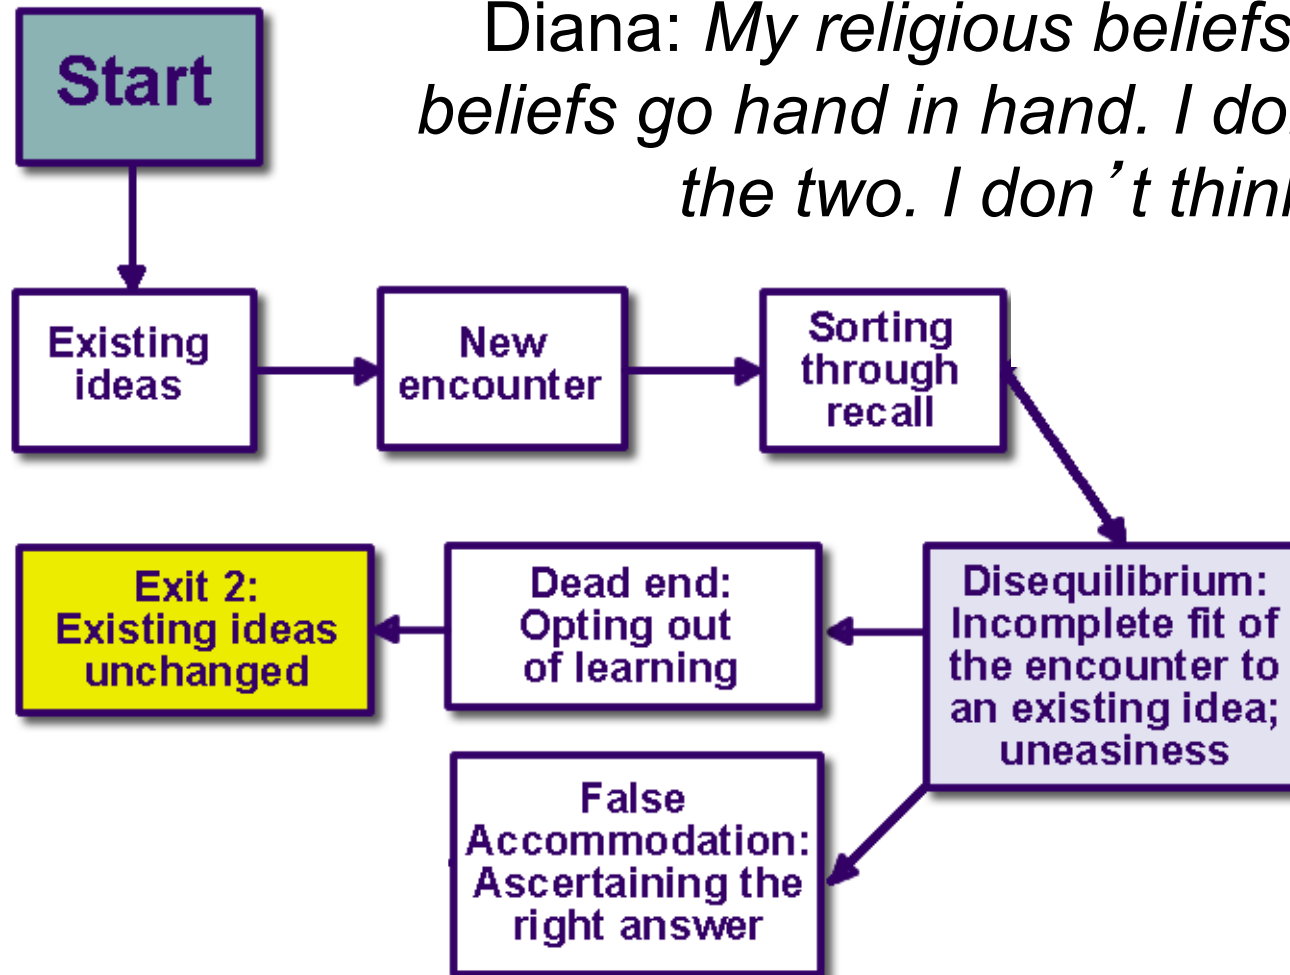 Start
Diana: My religious beliefs
beliefs go hand in hand. I do
the two. I don’t think
Existing
ideas
New
encounter
Sorting
through
recall
Exit 2:
Existing ideas
unchanged
Dead end:
Opting out
of learning
Disequilibrium:
Incomplete fit of
the encounter to
an existing idea;
uneasiness
False
Accommodation:
Ascertaining the
right answer